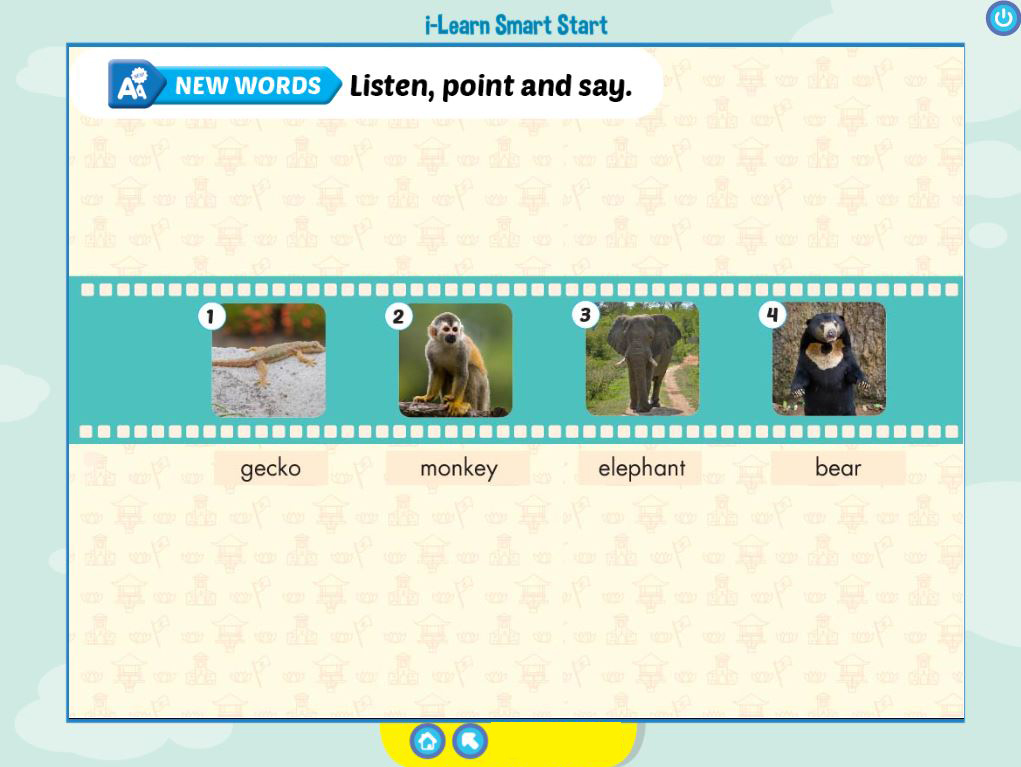 i-Learn Smart Start
NEW WORDS Listen, point and say.
1 2 3 4
gecko monkey elephant bear